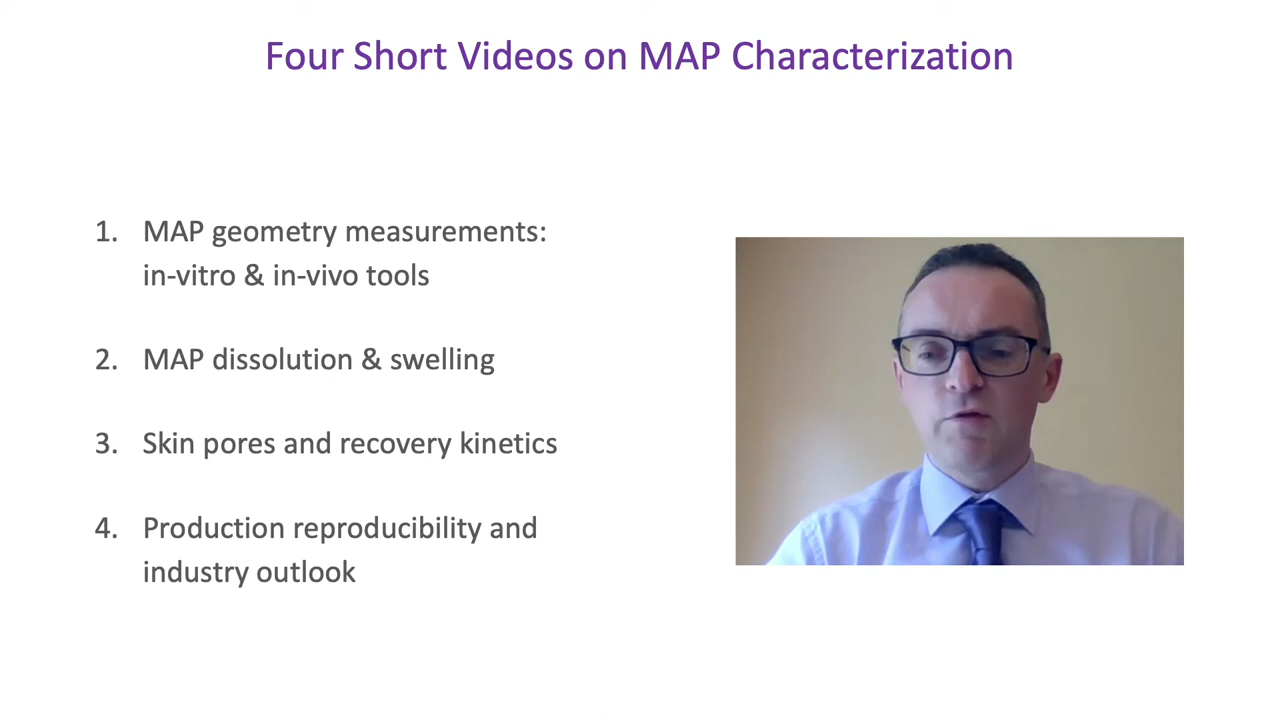 Four Short Videos on MAP Characterization
1. MAP geometry measurements:
in-vitro & in-vivo tools
2. MAP dissolution & swelling
3. Skin pores and recovery kinetics
4. Production reproducibility and
industry outlook